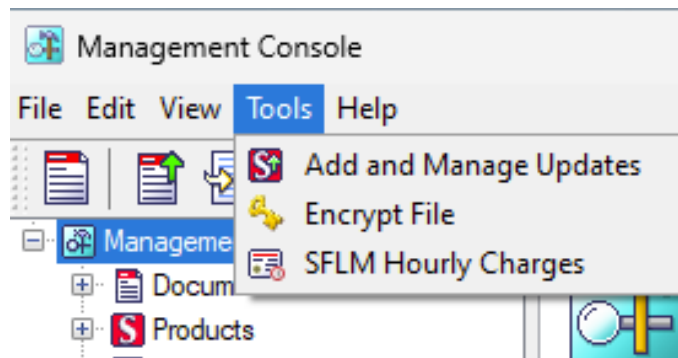 Management Console
File Edit View Tools Help
Add and Manage Updates
Encrypt File
SFLM Hourly Charges
Products